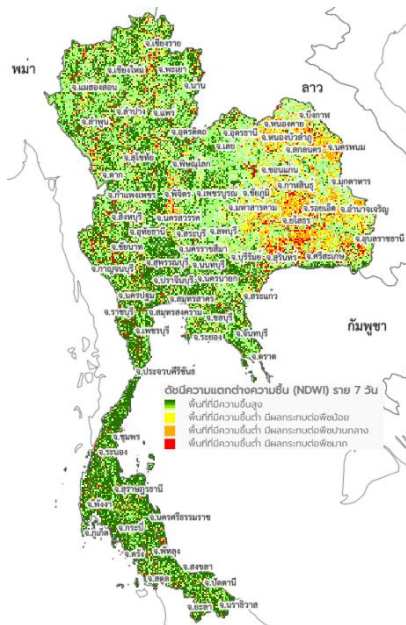 พม่า
ลาว
กัมพูชา
จ.เชียงราย
จ.เชียงใหม่
จ.พะเยา
จ.แม่ฮ่องสอน
จ.น่าน
จ.ลำปาง
จ.แพร่
จ.ลำพูน
จ.อุตรดิตถ์
จ.อุดรธานี
จ.บึงกาฬ
จ.หนองคาย
จ.หนองบัวลำภู
จ.นครพนม
จ.สกลนคร
จ.เลย
จ.สุโขทัย
จ.พิษณุโลก
จ.ตาก
จ.ขอนแก่น
จ.มุกดาหาร
จ.กาฬสินธุ์
จ.กำแพงเพชร
จ.พิจิตร
จ.เพชรบูรณ์
จ.ชัยภูมิ
จ.มหาสารคาม
จ.ร้อยเอ็ด
จ.อำนาจเจริญ
จ.ยโสธร
จ.สิงห์บุรี
จ.นครสวรรค์
จ.อุทัยธานี
จ.สระบุรี
จ.ลพบุรี
จ.อุบลราชธานี
จ.ชัยนาท
จ.นครราชสีมา
จ.บุรีรัมย์
จ.สุรินทร์
จ.ศรีสะเกษ
จ.สุพรรณบุรี
จ.นนทบุรี
จ.กาญจนบุรี
จ.ปราจีนบุรี
จ.นครนายก
จ.สระแก้ว
จ.นครปฐม
จ.สมุทรสาคร
จ.ราชบุรี
จ.สมุทรสงคราม
จ.ชลบุรี
จ.เพชรบุรี
จ.ระยอง
จ.จันทบุรี
จ.ตราด
จ.ประจวบคีรีขันธ์
ดัชนีความแตกต่างความชื้น (NDWI) ราย 7 วัน
พื้นที่ที่มีความชื้นสูง
พื้นที่ที่มีความชื้นต่ำ มีผลกระทบต่อพืชน้อย
พื้นที่ที่มีความชื้นต่ำ มีผลกระทบต่อพืชปานกลาง
พื้นที่ที่มีความชื้นต่ำ มีผลกระทบต่อพืชมาก
จ.ชุมพร
จ.ระนอง
จ.สุราษฎร์ธานี
จ.พังงา
จ.นครศรีธรรมราช
จ.กระบี่
จ.ภูเก็ต
จ.ตรัง
จ.พัทลุง
จ.สงขลา
จ.สตูล
จ.ปัตตานี
จ.ยะลา
จ.นราธิวาส